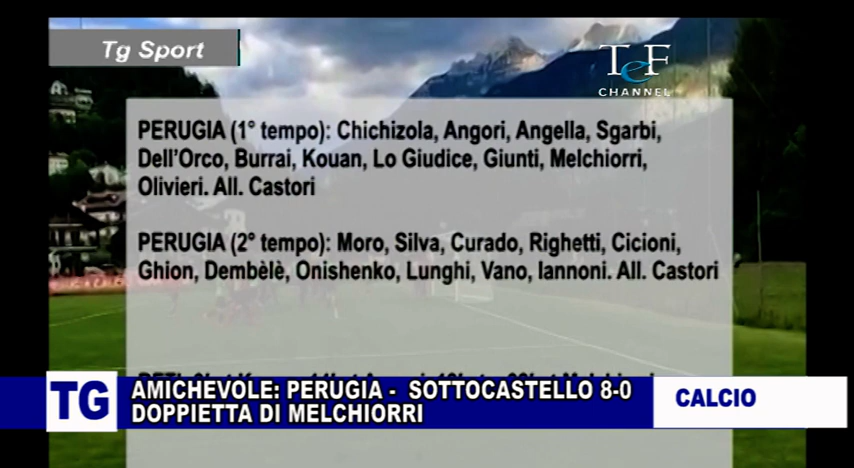 Tg Sport
TeF
CHANNEL
PERUGIA (1° tempo): Chichizola, Angori, Angella, Sgarbi,
Dell'Orco, Burrai, Kouan, Lo Giudice, Giunti, Melchiorri,
Olivieri. All. Castori
PERUGIA (2° tempo): Moro, Silva, Curado, Righetti, Cicioni,
Ghion, Dembèlè, Onishenko, Lunghi, Vano, Iannoni. All. Castori
TG
AMICHEVOLE: PERUGIA - SOTTOCASTELLO 8-0
DOPPIETTA DI MELCHIORRI
CALCIO